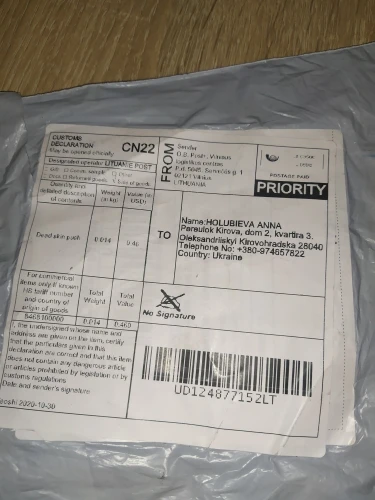 CUSTOMS
DECLARATION
May be opened officially
CN22
Designated operator LITUANIE POST
Quantity and
detailed description
of contents
Weight
(in kg)
Value (in
USD)
Dead skin push
0.014
For commercial
items only If known
HS tariff number
and country of
origin of goods
Total
Weight
Total
Value
0.014
0.460
I, the undersigned whose name and
address are given on the item, certify
that the particulars given in this
declaration are correct and that this item
does not contain any dangerous article
or articles prohibited by legislation or by
customs regulations
Date and sender's signature
2020-10-30
FROM
Sender
02121 Vilnius
LITHUANIA
POSTAGE PAID
PRIORITY
TO
Name:HOLUBIEVA ANNA
Pereulok Kirova, dom 2, kvartira 3.
Oleksandriiskyi Kirovohradska 28040
Telephone No: +380-974657822
Country: Ukraine
No Signature
UD124877152LT